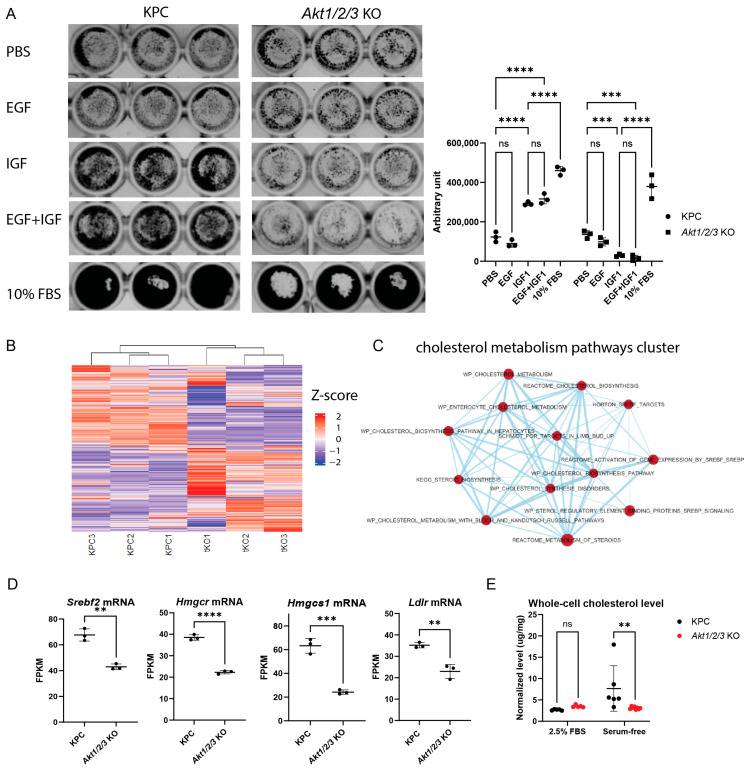 A
KPC
Akt1/2/3 KO
PBS
EGF
IGF
EGF+IGF
10% FBS
**** ***
**** **** *** ****
ns ns ns ns
Arbitrary unit
600,000
400,000
200,000
0
PBS EGF IGF1 EGF+IGF1 10% FBS PBS EGF IGF1 EGF+IGF1 10% FBS
KPC
Akt1/2/3 KO
B
Z-score
2
1
0
−1
−2
KPC3 KPC2 KPC1 tKO1 tKO2 tKO3
C
cholesterol metabolism pathways cluster
WP_CHOLESTEROL_METABOLISM
REACTOME_CHOLESTEROL_BIOSYNTHESIS
WP_ENTEROCYTE_CHOLESTEROL_METABOLISM
HORTON_SREBF_TARGETS
WP_CHOLESTEROL_BIOSYNTHESIS_PATHWAY_IN_HEPATOCYTES
SCHMIDT_POR_TARGETS_IN_LIMB_BUD_UP
REACTOME_ACTIVATION_OF_GENE_EXPRESSION_BY_SREBF_SREBP
WP_CHOLESTEROL_BIOSYNTHESIS_PATHWAY
KEGG_STEROID_BIOSYNTHESIS
WP_CHOLESTEROL_SYNTHESIS_DISORDERS
WP_STEROL_REGULATORY_ELEMENT_BINDING_PROTEINS_SREBP_SIGNALING
WP_CHOLESTEROL_METABOLISM_WITH_BLOCH_AND_KANDUTSCH_RUSSELL_PATHWAYS
REACTOME_METABOLISM_OF_STEROIDS
D
Srebf2 mRNA
**
FPKM
80
60
40
20
0
KPC Akt1/2/3 KO
Hmgcr mRNA
****
FPKM
50
40
30
20
10
0
KPC Akt1/2/3 KO
Hmgcs1 mRNA
***
FPKM
80
60
40
20
0
KPC Akt1/2/3 KO
Ldlr mRNA
**
FPKM
50
40
30
20
10
0
KPC Akt1/2/3 KO
E
Whole-cell cholesterol level
KPC
Akt1/2/3 KO
ns **
Normalized level (ug/mg)
25
20
15
10
5
0
2.5% FBS Serum-free